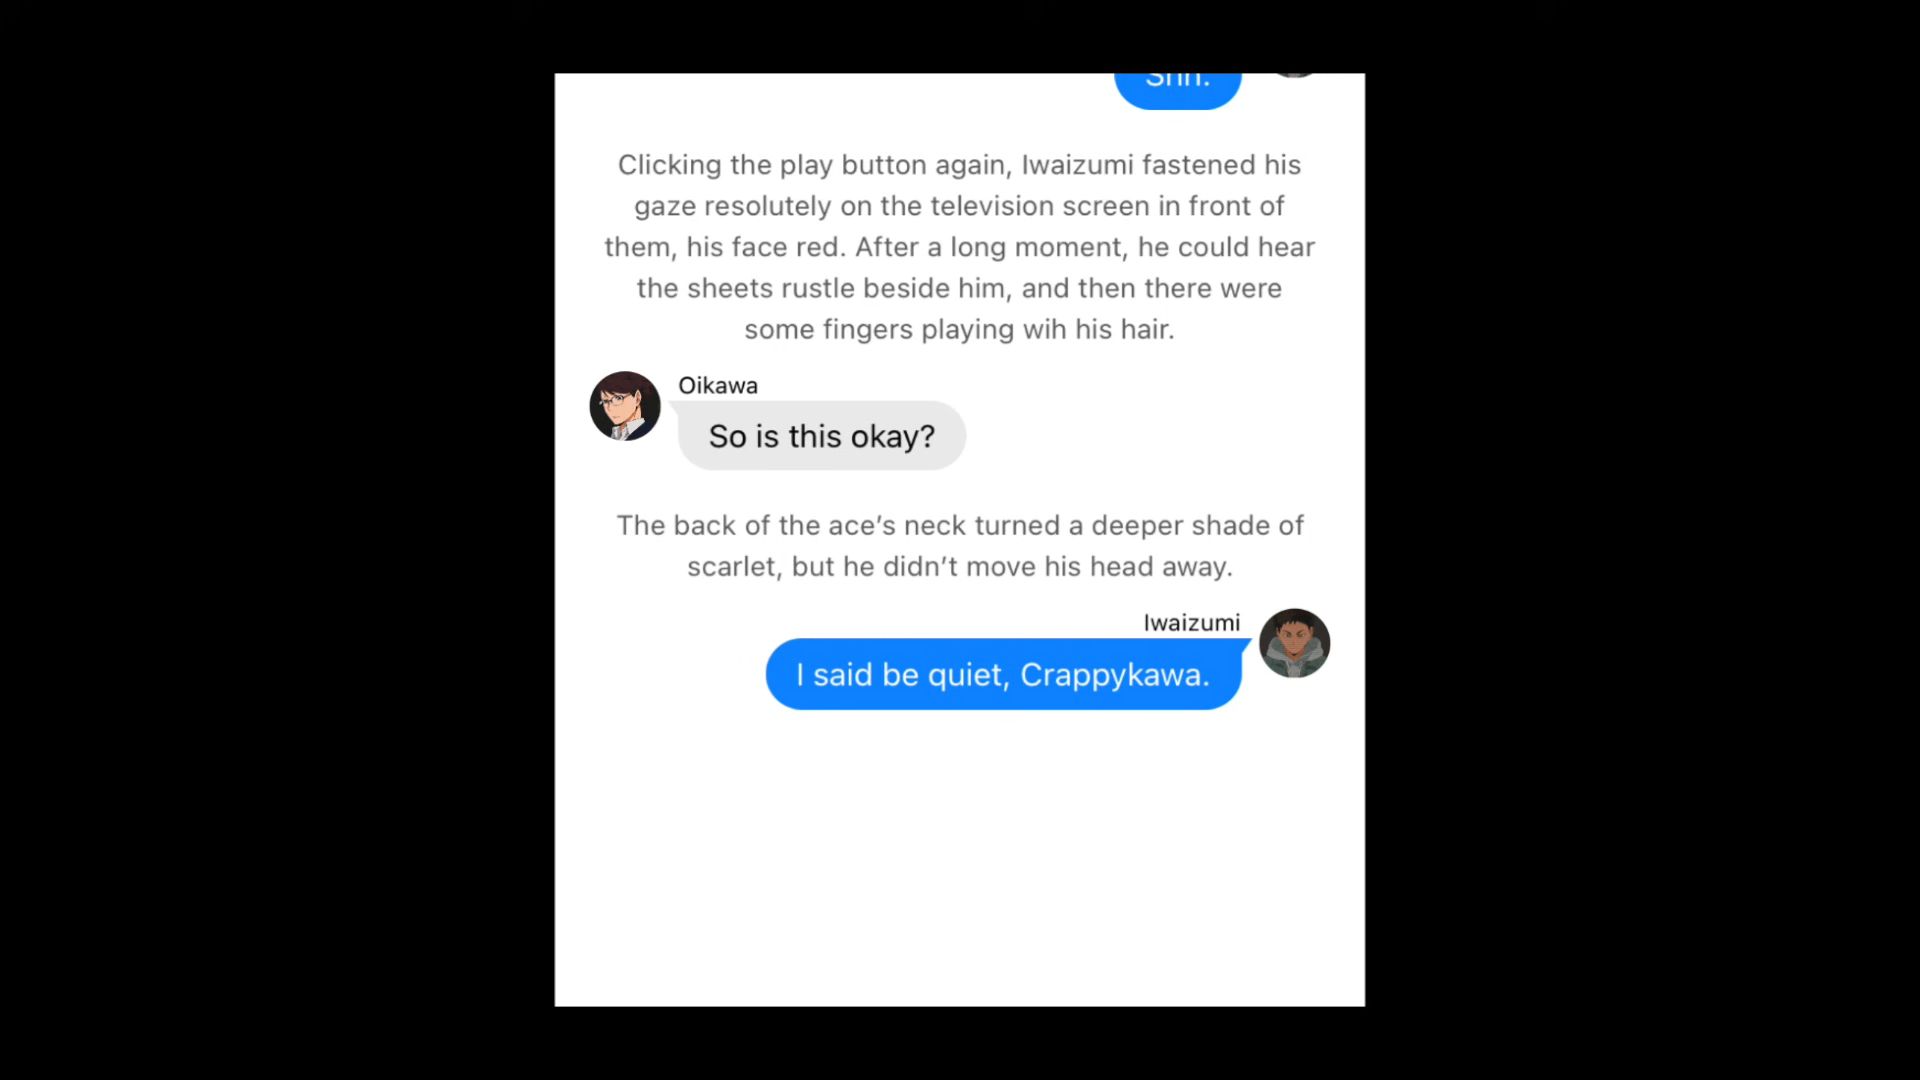 Shh.
Clicking the play button again, Iwaizumi fastened his
gaze resolutely on the television screen in front of
them, his face red. After a long moment, he could hear
the sheets rustle beside him, and then there were
some fingers playing wih his hair.
Oikawa
So is this okay?
The back of the ace’s neck turned a deeper shade of
scarlet, but he didn’t move his head away.
Iwaizumi
I said be quiet, Crappykawa.